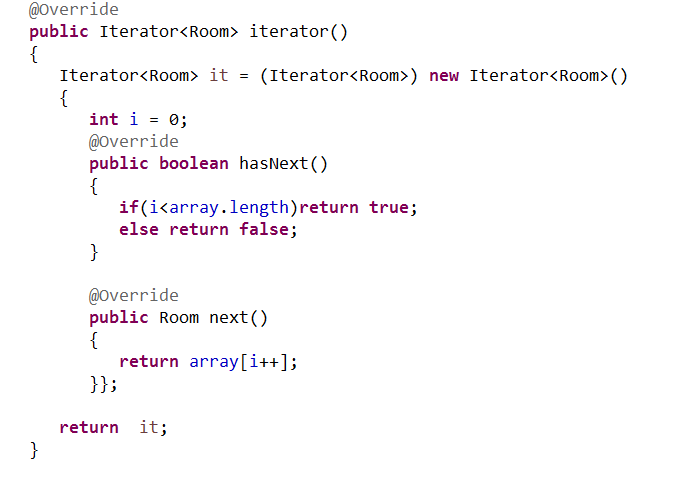 @Override
public Iterator<Room> iterator()
{
   Iterator<Room> it = (Iterator<Room>) new Iterator<Room>()
   {
      int i = 0;
      @Override
      public boolean hasNext()
      {
         if(i<array.length)return true;
         else return false;
      }

      @Override
      public Room next()
      {
         return array[i++];
      }};

   return  it;
}